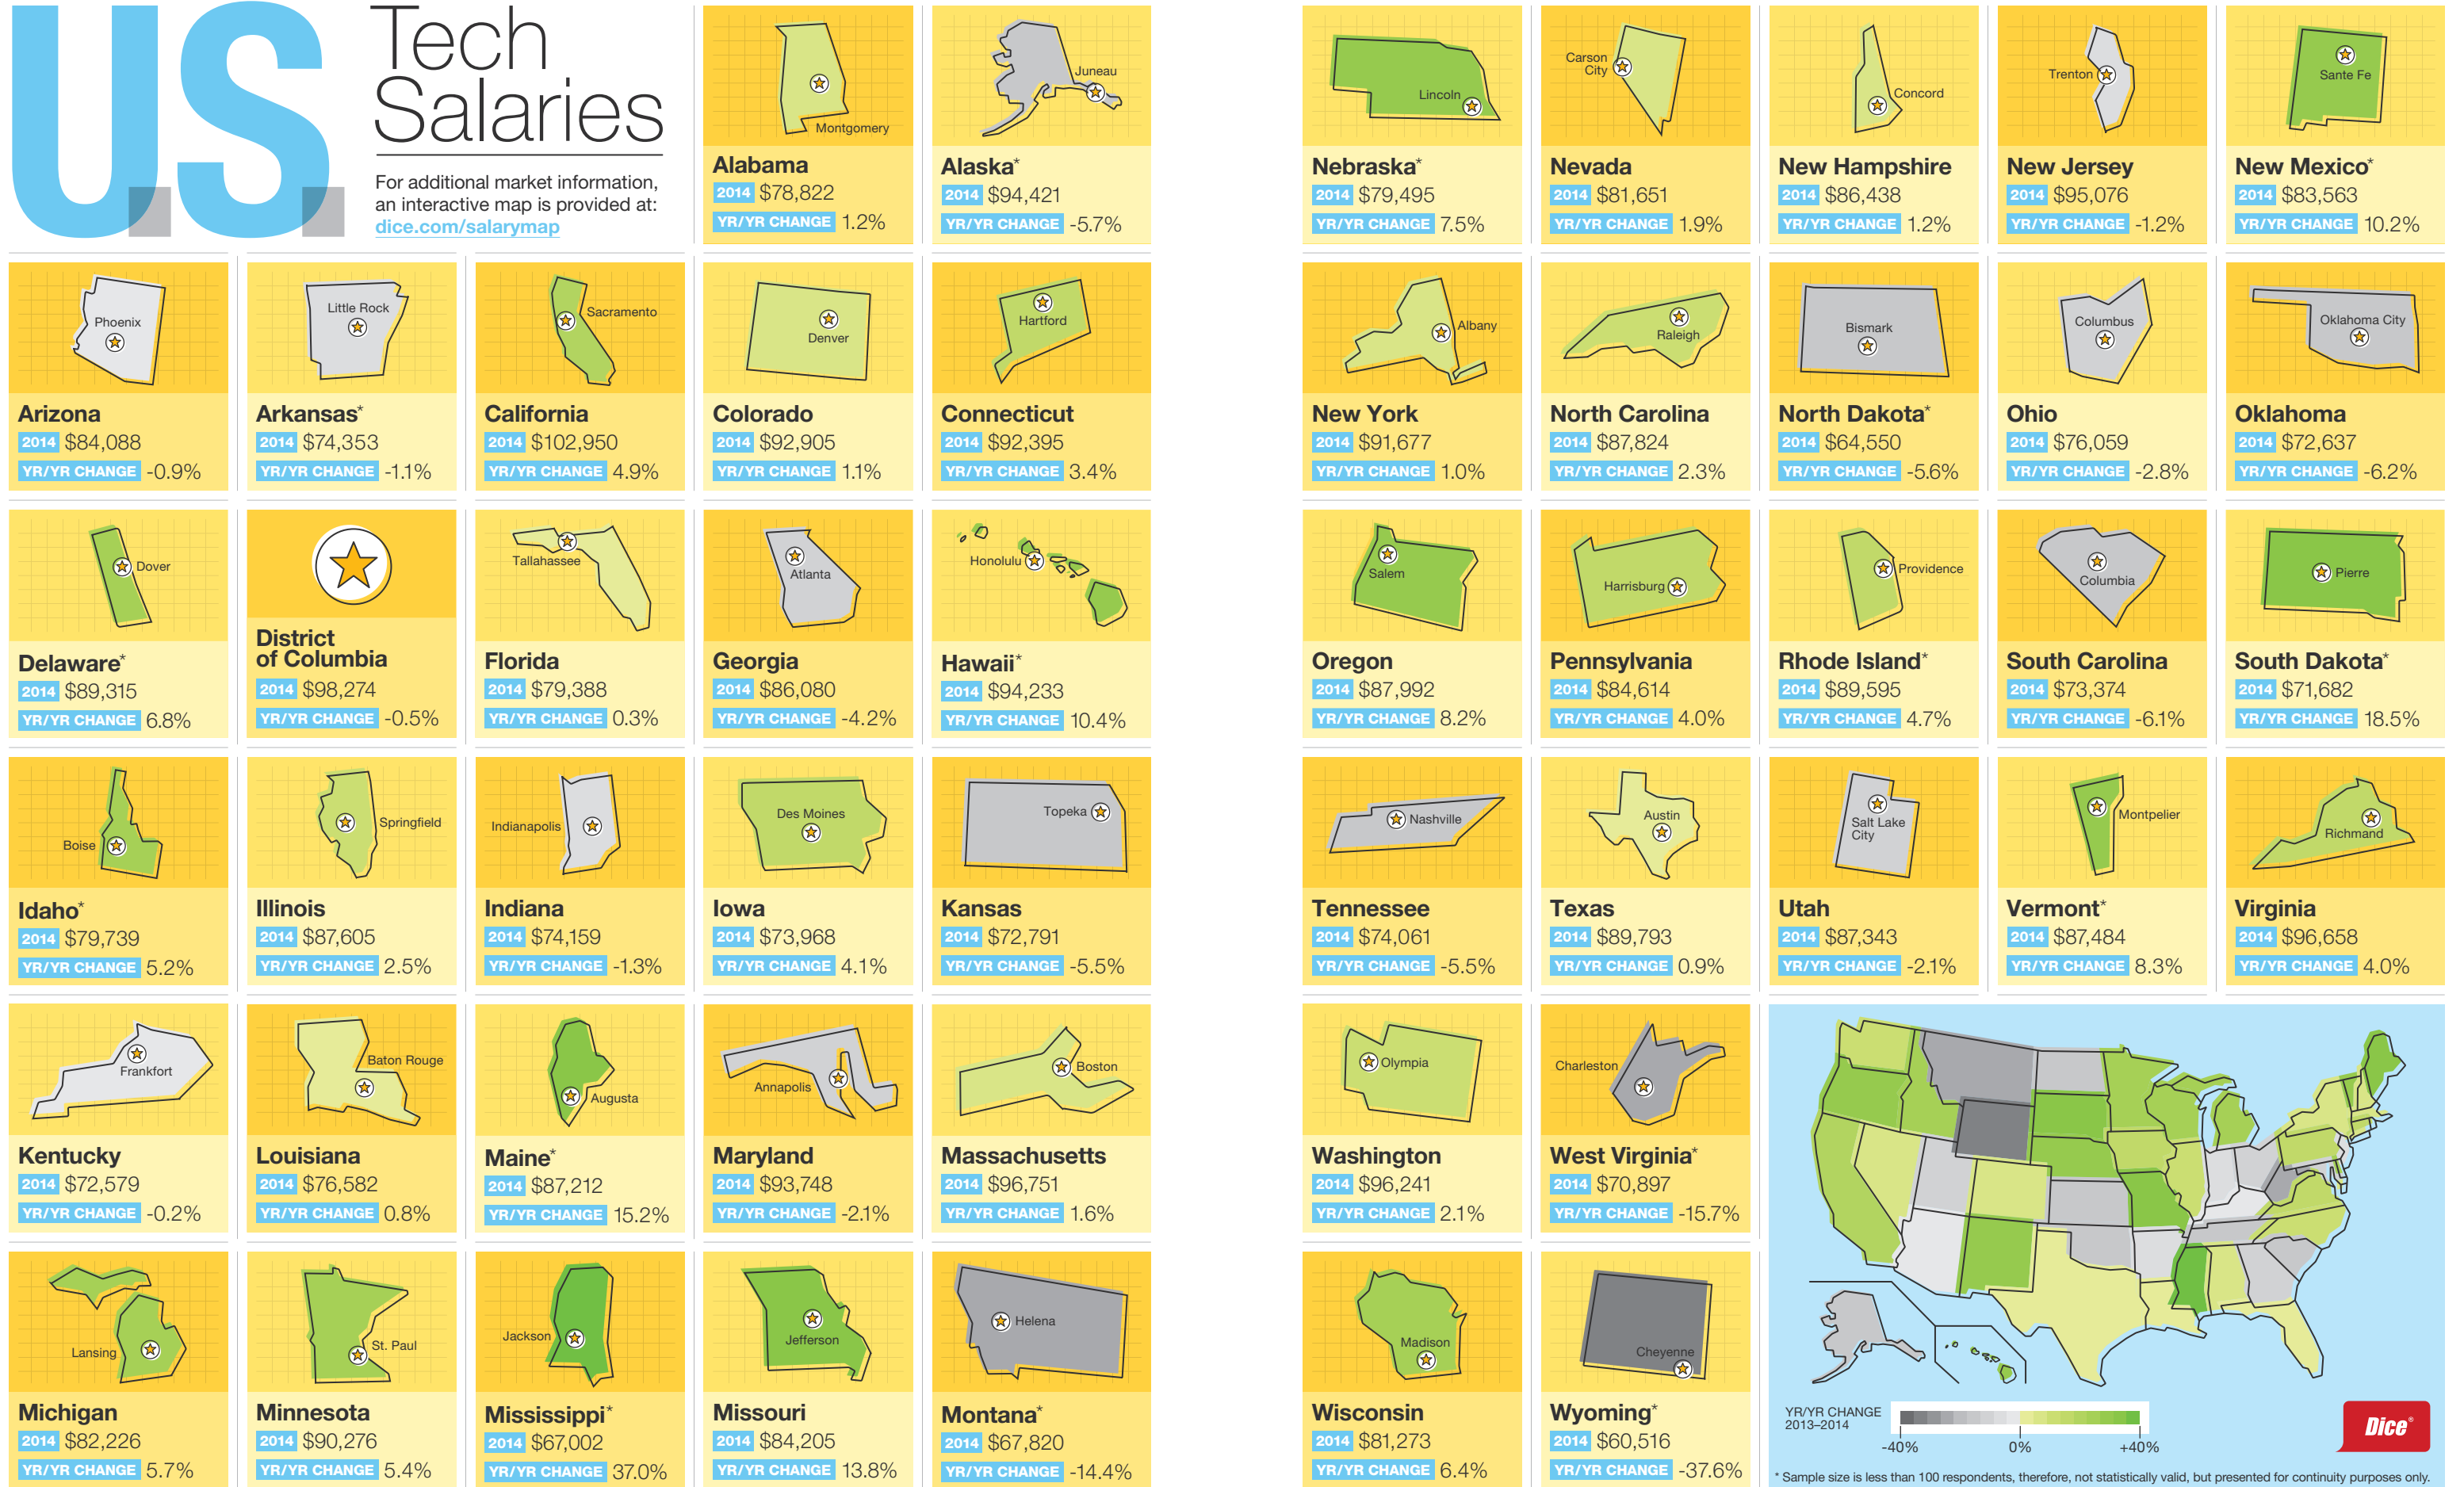 U.S.
Tech
Salaries
For additional market information,
an interactive map is provided at:
dice.com/salarymap
Montgomery
Alabama
2014 $78,822
YR/YR CHANGE 1.2%
Juneau
Alaska*
2014 $94,421
YR/YR CHANGE -5.7%
Phoenix
Arizona
2014 $84,088
YR/YR CHANGE -0.9%
Little Rock
Arkansas*
2014 $74,353
YR/YR CHANGE -1.1%
Sacramento
California
2014 $102,950
YR/YR CHANGE 4.9%
Denver
Colorado
2014 $92,905
YR/YR CHANGE 1.1%
Hartford
Connecticut
2014 $92,395
YR/YR CHANGE 3.4%
Dover
Delaware*
2014 $89,315
YR/YR CHANGE 6.8%
District
of Columbia
2014 $98,274
YR/YR CHANGE -0.5%
Tallahassee
Florida
2014 $79,388
YR/YR CHANGE 0.3%
Atlanta
Georgia
2014 $86,080
YR/YR CHANGE -4.2%
Honolulu
Hawaii*
2014 $94,233
YR/YR CHANGE 10.4%
Boise
Idaho*
2014 $79,739
YR/YR CHANGE 5.2%
Springfield
Illinois
2014 $87,605
YR/YR CHANGE 2.5%
Indianapolis
Indiana
2014 $74,159
YR/YR CHANGE -1.3%
Des Moines
Iowa
2014 $73,968
YR/YR CHANGE 4.1%
Topeka
Kansas
2014 $72,791
YR/YR CHANGE -5.5%
Frankfort
Kentucky
2014 $72,579
YR/YR CHANGE -0.2%
Baton Rouge
Louisiana
2014 $76,582
YR/YR CHANGE 0.8%
Augusta
Maine*
2014 $87,212
YR/YR CHANGE 15.2%
Annapolis
Maryland
2014 $93,748
YR/YR CHANGE -2.1%
Boston
Massachusetts
2014 $96,751
YR/YR CHANGE 1.6%
Lansing
Michigan
2014 $82,226
YR/YR CHANGE 5.7%
St. Paul
Minnesota
2014 $90,276
YR/YR CHANGE 5.4%
Jackson
Mississippi*
2014 $67,002
YR/YR CHANGE 37.0%
Jefferson
Missouri
2014 $84,205
YR/YR CHANGE 13.8%
Helena
Montana*
2014 $67,820
YR/YR CHANGE -14.4%
Lincoln
Nebraska*
2014 $79,495
YR/YR CHANGE 7.5%
Carson
City
Nevada
2014 $81,651
YR/YR CHANGE 1.9%
Concord
New Hampshire
2014 $86,438
YR/YR CHANGE 1.2%
Trenton
New Jersey
2014 $95,076
YR/YR CHANGE -1.2%
Sante Fe
New Mexico*
2014 $83,563
YR/YR CHANGE 10.2%
Albany
New York
2014 $91,677
YR/YR CHANGE 1.0%
Raleigh
North Carolina
2014 $87,824
YR/YR CHANGE 2.3%
Bismark
North Dakota*
2014 $64,550
YR/YR CHANGE -5.6%
Columbus
Ohio
2014 $76,059
YR/YR CHANGE -2.8%
Oklahoma City
Oklahoma
2014 $72,637
YR/YR CHANGE -6.2%
Salem
Oregon
2014 $87,992
YR/YR CHANGE 8.2%
Harrisburg
Pennsylvania
2014 $84,614
YR/YR CHANGE 4.0%
Providence
Rhode Island*
2014 $89,595
YR/YR CHANGE 4.7%
Columbia
South Carolina
2014 $73,374
YR/YR CHANGE -6.1%
Pierre
South Dakota*
2014 $71,682
YR/YR CHANGE 18.5%
Nashville
Tennessee
2014 $74,061
YR/YR CHANGE -5.5%
Austin
Texas
2014 $89,793
YR/YR CHANGE 0.9%
Salt Lake
City
Utah
2014 $87,343
YR/YR CHANGE -2.1%
Montpelier
Vermont*
2014 $87,484
YR/YR CHANGE 8.3%
Richmand
Virginia
2014 $96,658
YR/YR CHANGE 4.0%
Olympia
Washington
2014 $96,241
YR/YR CHANGE 2.1%
Charleston
West Virginia*
2014 $70,897
YR/YR CHANGE -15.7%
Madison
Wisconsin
2014 $81,273
YR/YR CHANGE 6.4%
Cheyenne
Wyoming*
2014 $60,516
YR/YR CHANGE -37.6%
YR/YR CHANGE
2013–2014
-40% 0% +40%
Dice®
* Sample size is less than 100 respondents, therefore, not statistically valid, but presented for continuity purposes only.